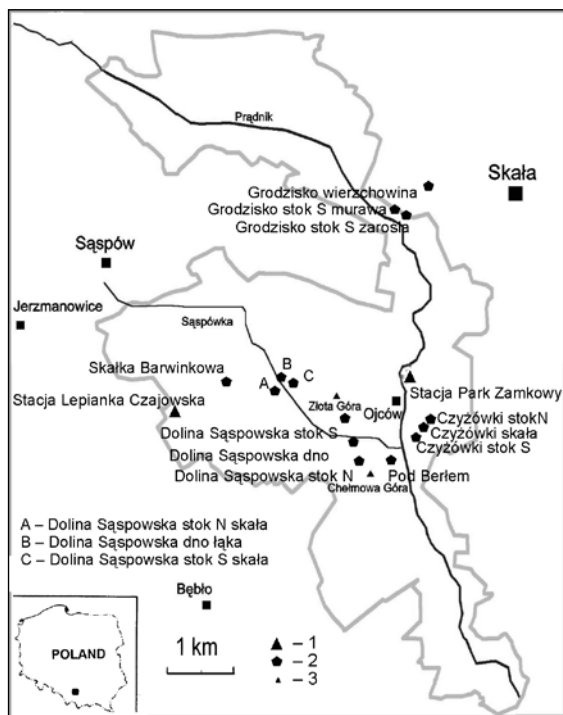 Prądnik
Skała
Grodzisko wierzchowina
Grodzisko stok S murawa
Grodzisko stok S zarośla
Sąspów
Jerzmanowice
Sąspówka
Skałka Barwinkowa
B
C
A
Stacja Park Zamkowy
Stacja Lepianka Czajowska
Złota Góra
Ojców
Czyżówki stokN
Czyżówki skała
Czyżówki stok S
Dolina Sąspowska stok S
Dolina Sąspowska dno
Dolina Sąspowska stok N
Pod Berłem
Chełmowa Góra
A – Dolina Sąspowska stok N skała
B – Dolina Sąspowska dno łąka
C – Dolina Sąspowska stok S skała
Bębło
1 km
– 1
– 2
– 3
POLAND